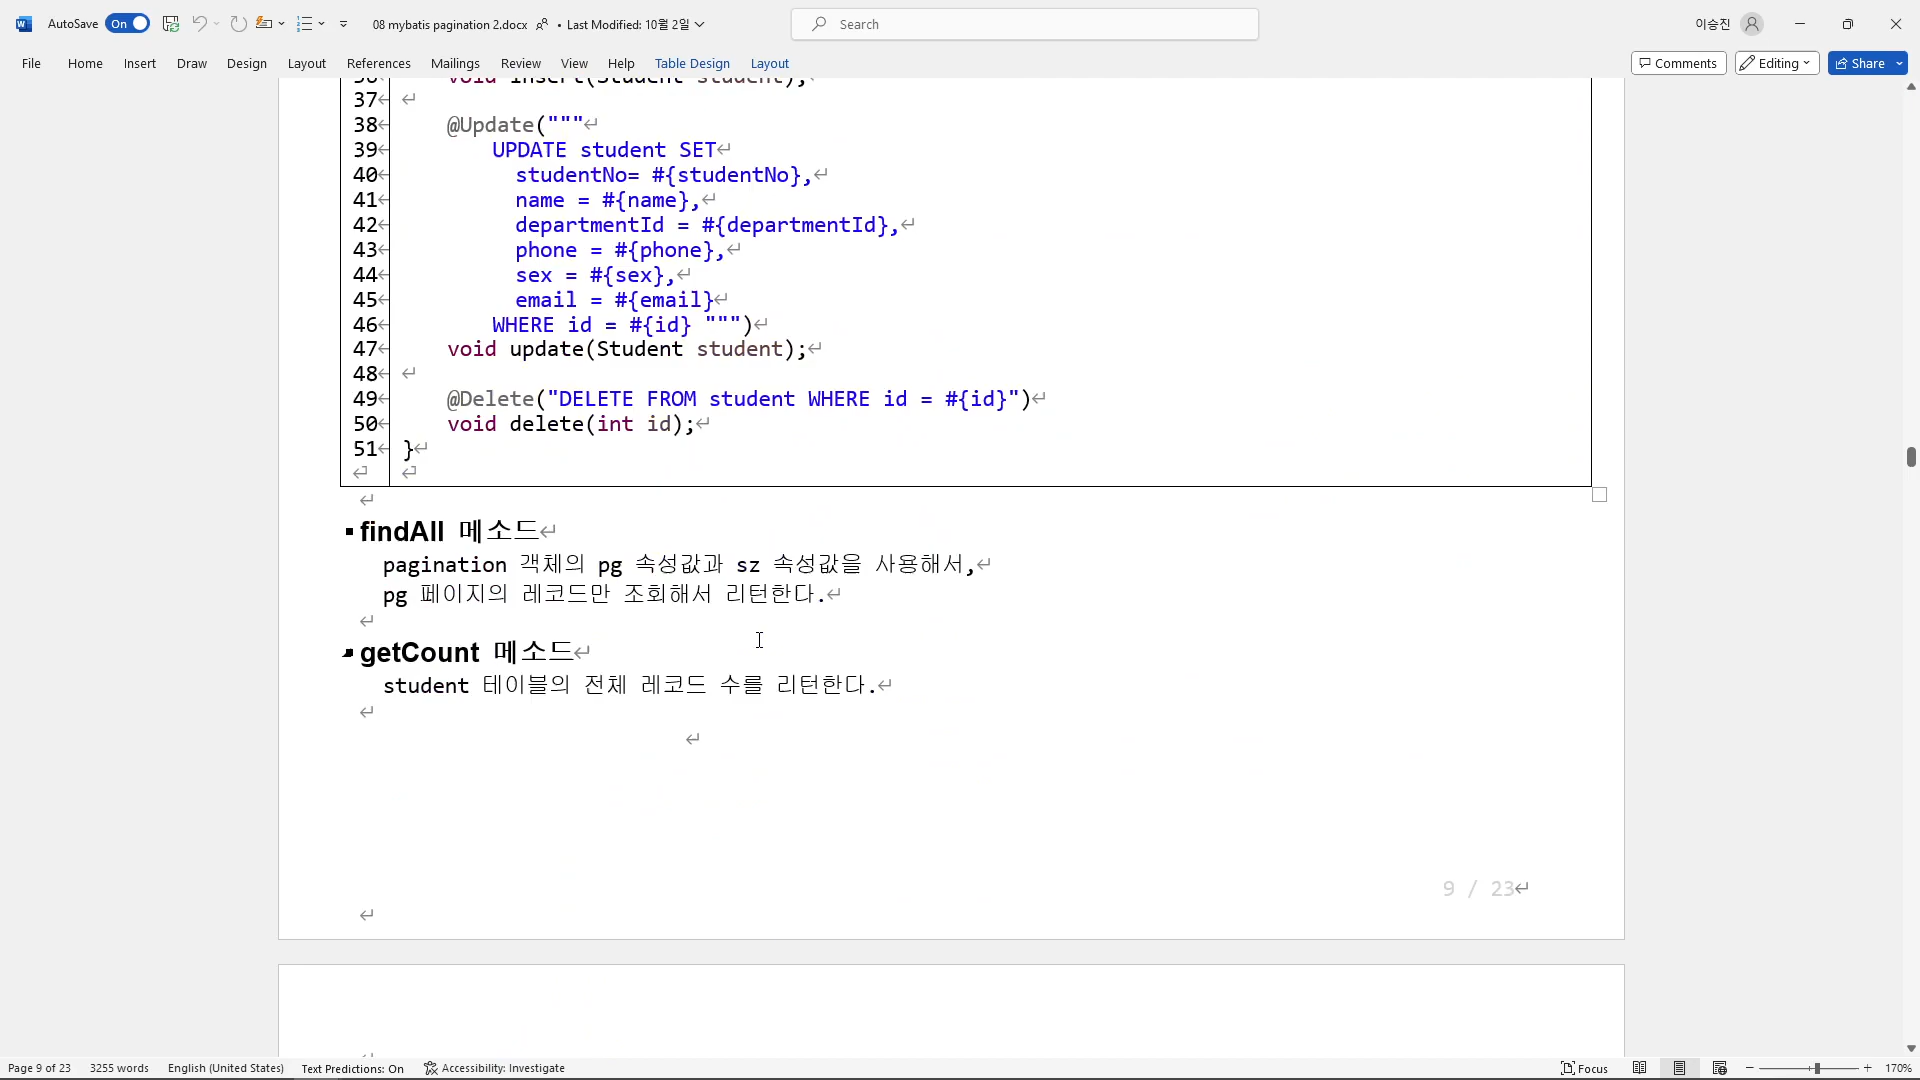 AutoSave On 08 mybatis pagination 2.docx • Last Modified: 10월 2일 Search 이승진
File Home Insert Draw Design Layout References Mailings Review View Help Table Design Layout Comments Editing Share
36 void insert(Student student);
37
38 @Update("""
39 UPDATE student SET
40 studentNo= #{studentNo},
41 name = #{name},
42 departmentId = #{departmentId},
43 phone = #{phone},
44 sex = #{sex},
45 email = #{email}
46 WHERE id = #{id} """)
47 void update(Student student);
48
49 @Delete("DELETE FROM student WHERE id = #{id}")
50 void delete(int id);
51 }
findAll 메소드
pagination 객체의 pg 속성값과 sz 속성값을 사용해서,
pg 페이지의 레코드만 조회해서 리턴한다.
getCount 메소드
student 테이블의 전체 레코드 수를 리턴한다.
9 / 23
Page 9 of 23 3255 words English (United States) Text Predictions: On Accessibility: Investigate Focus 170%